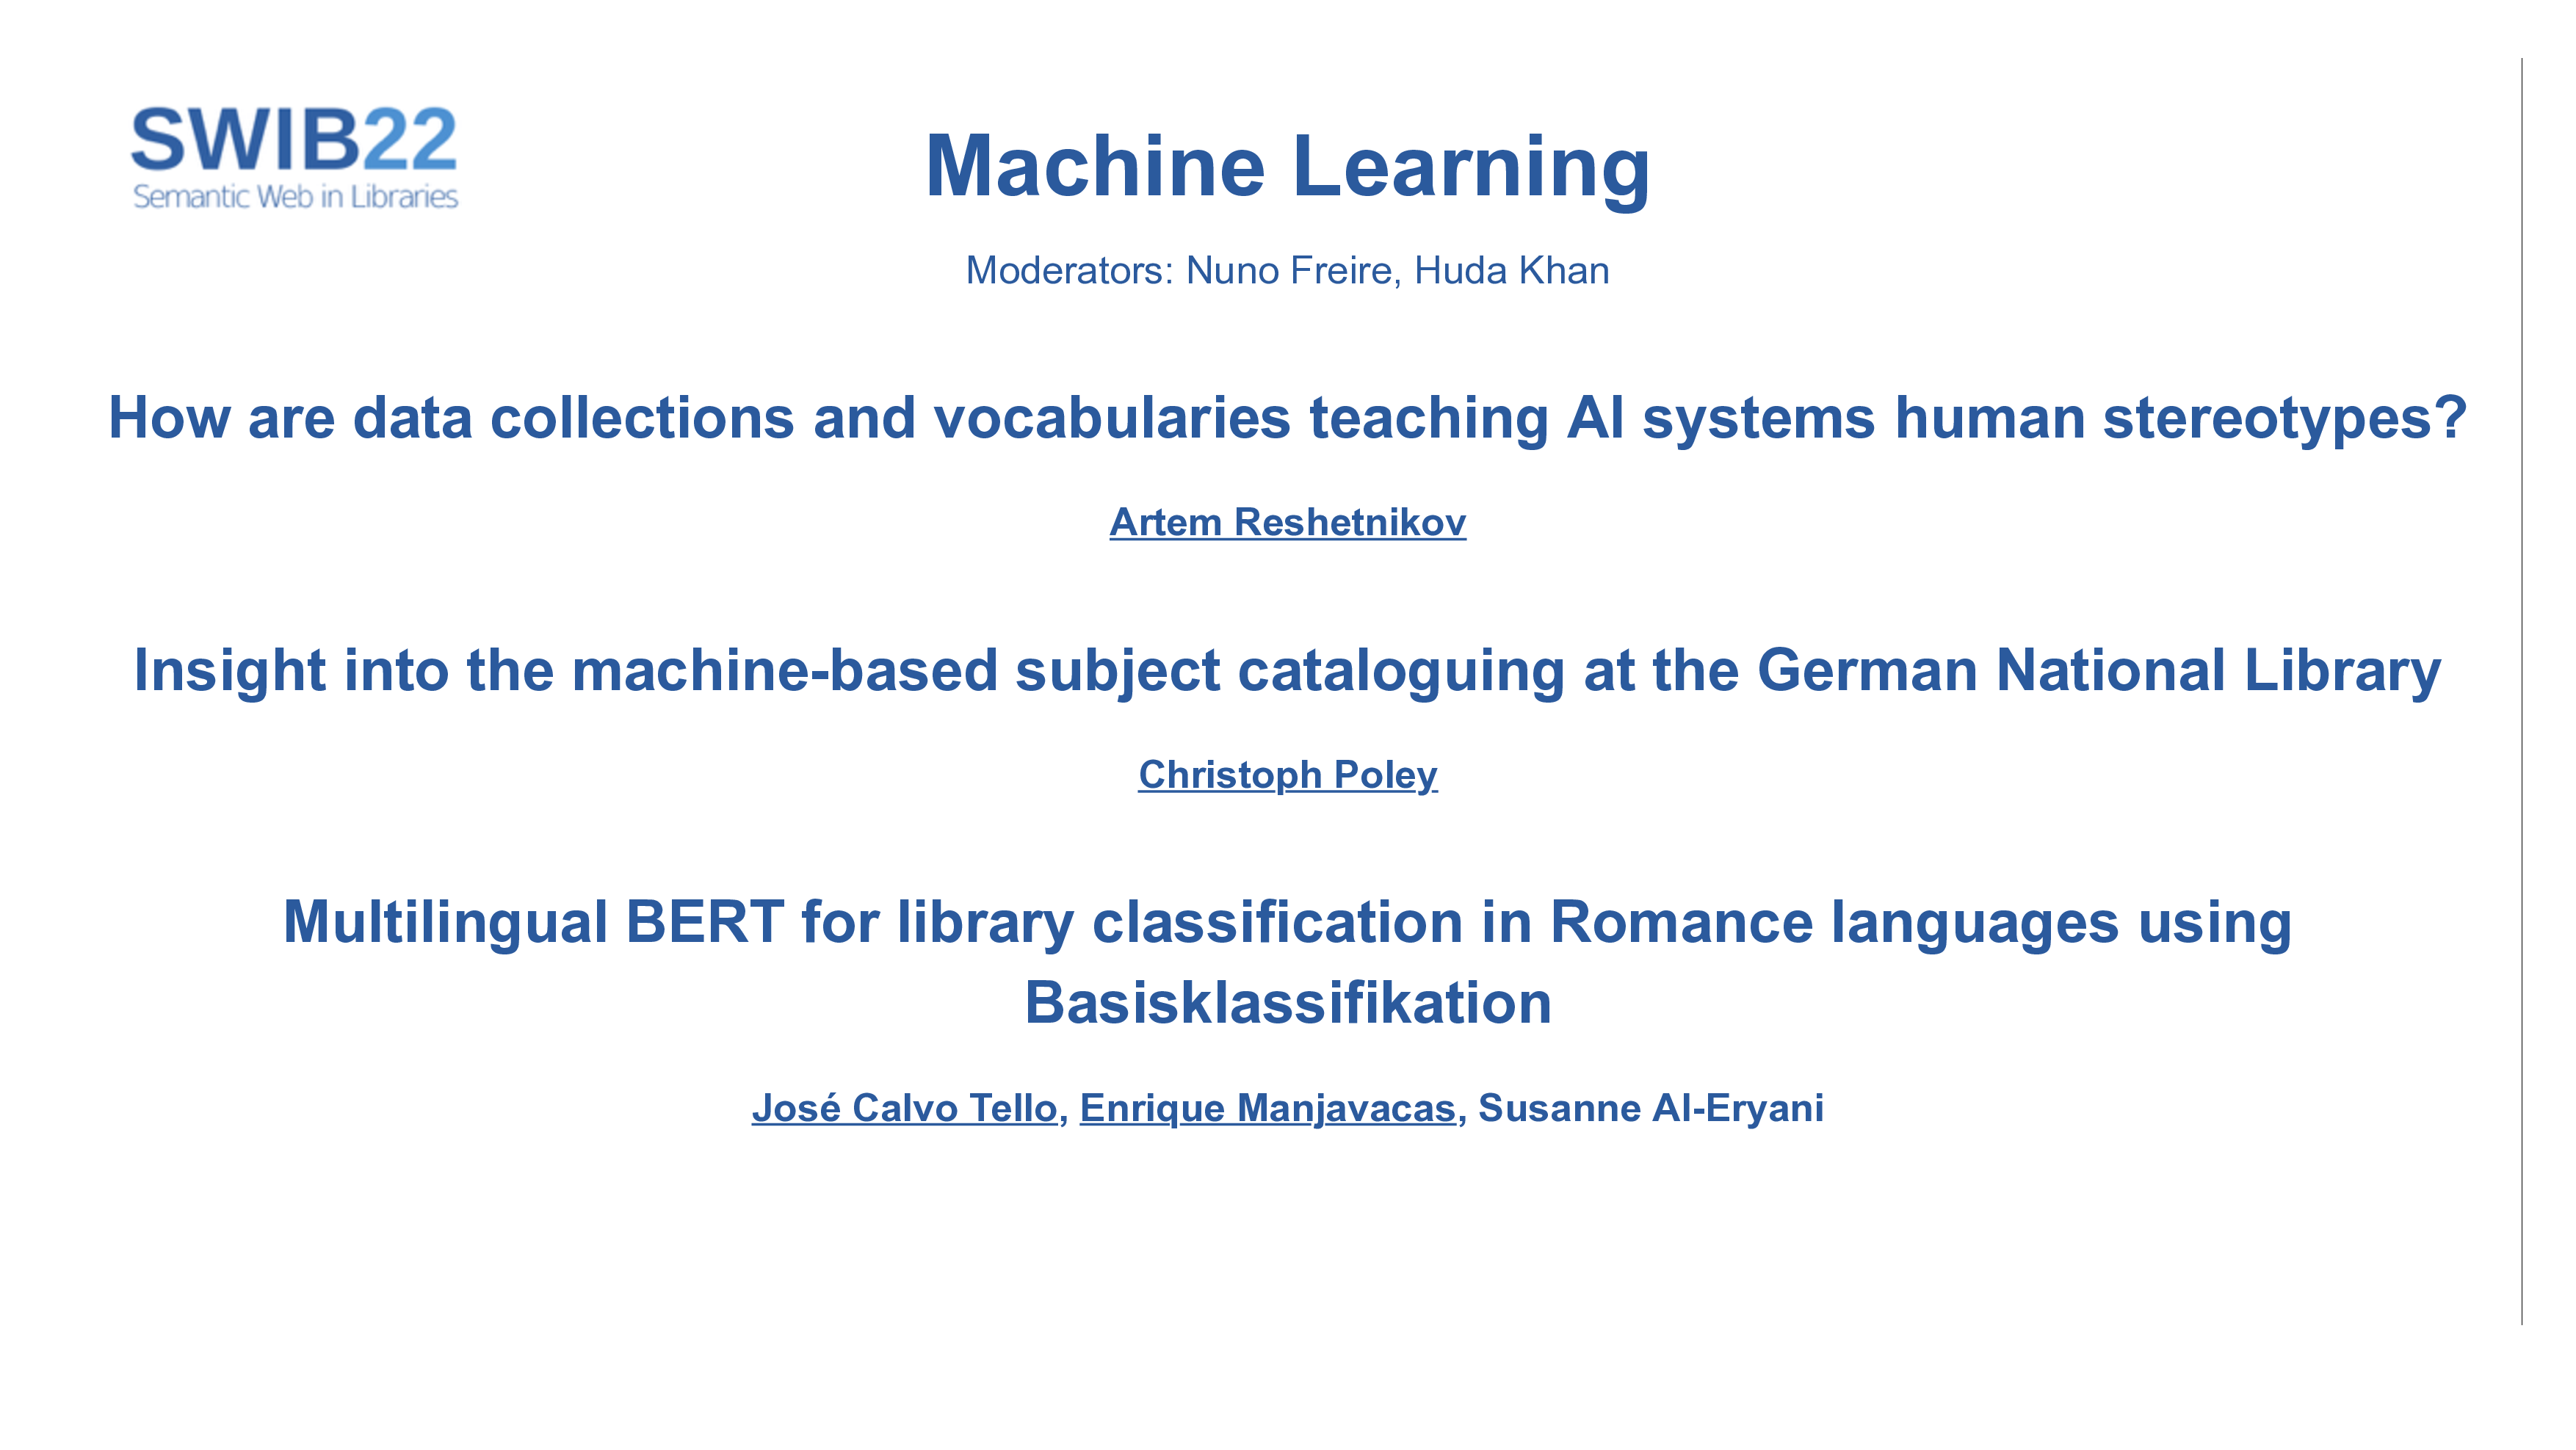 SWIB22
Semantic Web in Libraries
Machine Learning
Moderators: Nuno Freire, Huda Khan
How are data collections and vocabularies teaching AI systems human stereotypes?
Artem Reshetnikov
Insight into the machine-based subject cataloguing at the German National Library
Christoph Poley
Multilingual BERT for library classification in Romance languages using
Basisklassifikation
José Calvo Tello, Enrique Manjavacas, Susanne Al-Eryani